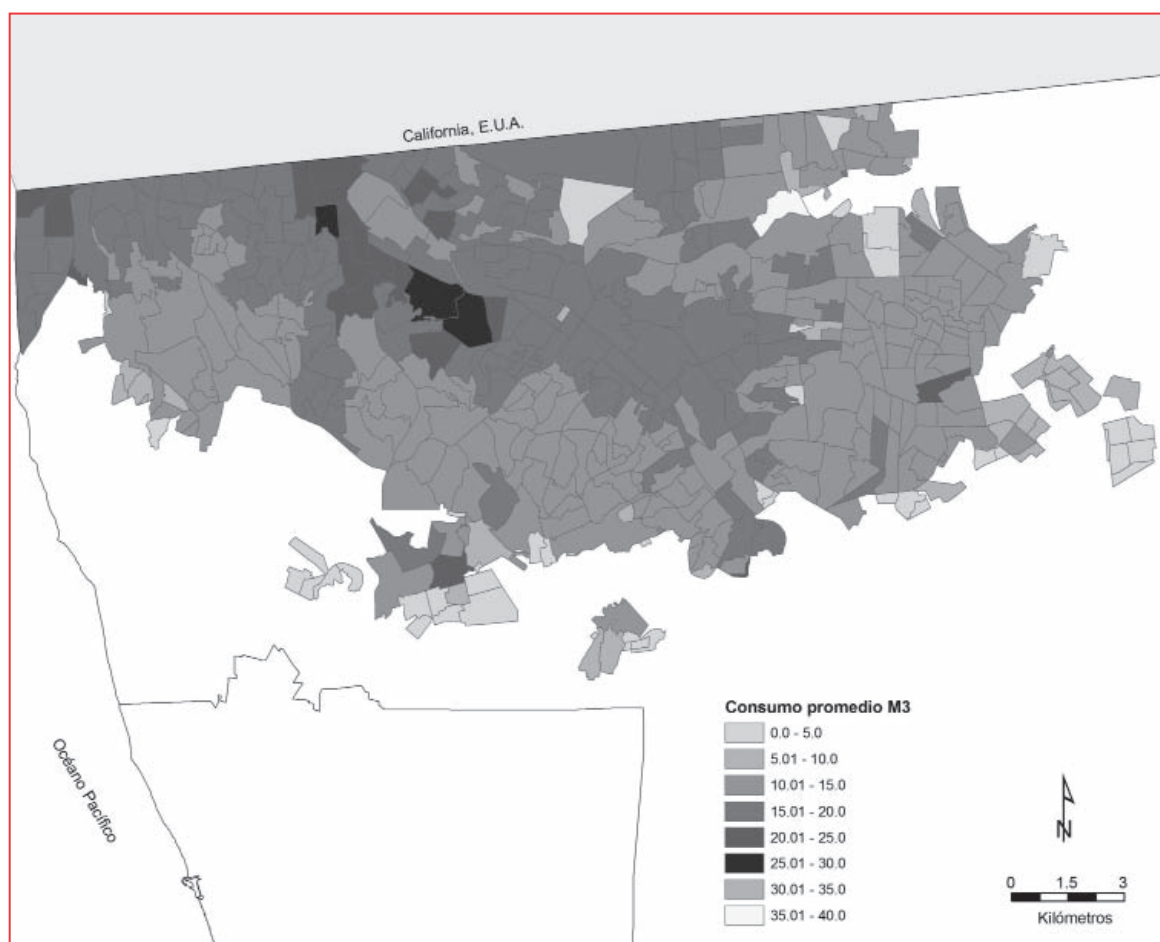 California, E.U.A.
Océano Pacífico
Consumo promedio M3
0.0 - 5.0
5.01 - 10.0
10.01 - 15.0
15.01 - 20.0
20.01 - 25.0
25.01 - 30.0
30.01 - 35.0
35.01 - 40.0
N
0 1.5 3
Kilómetros